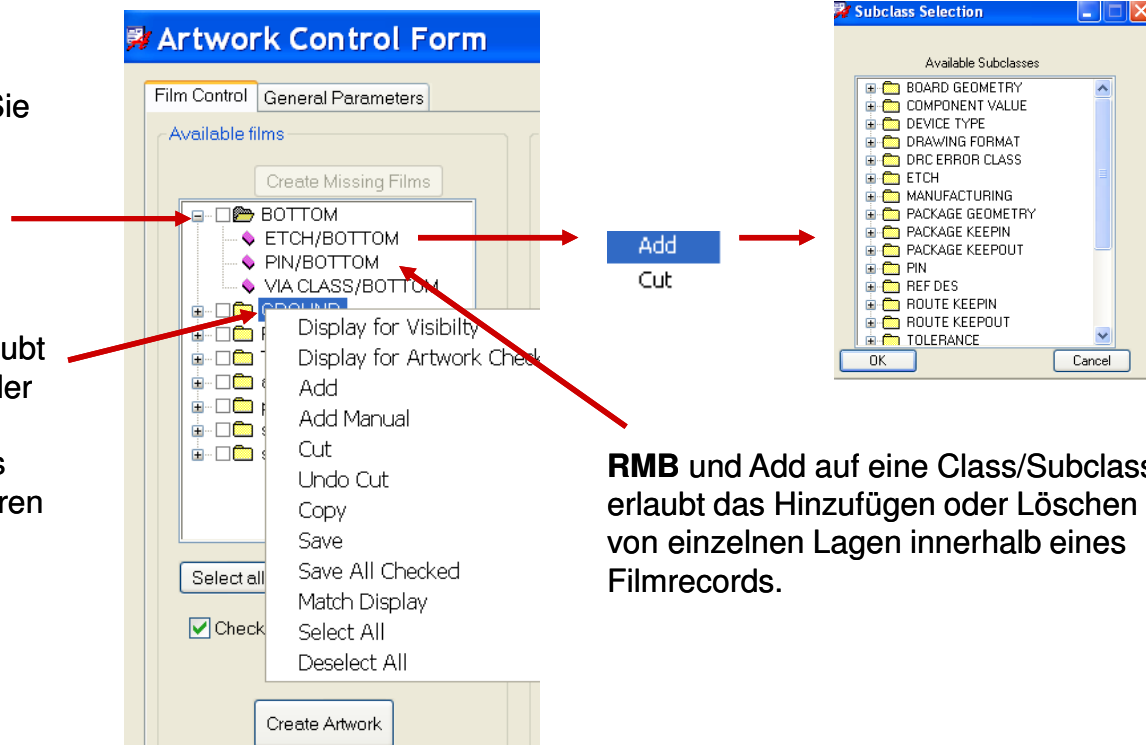 Artwork Control Form
Film Control General Parameters
Available films
Create Missing Films
BOTTOM
ETCH/BOTTOM
PIN/BOTTOM
VIA CLASS/BOTTOM
GROUND
Display for Visibilty
Display for Artwork Check
Add
Add Manual
Cut
Undo Cut
Copy
Save
Save All Checked
Match Display
Select All
Deselect All
Select all
Check
Create Artwork
Add
Cut
Subclass Selection
Available Subclasses
BOARD GEOMETRY
COMPONENT VALUE
DEVICE TYPE
DRAWING FORMAT
DRC ERROR CLASS
ETCH
MANUFACTURING
PACKAGE GEOMETRY
PACKAGE KEEPIN
PACKAGE KEEPOUT
PIN
REF DES
ROUTE KEEPIN
ROUTE KEEPOUT
TOLERANCE
OK Cancel
RMB und Add auf eine Class/Subclass
erlaubt das Hinzufügen oder Löschen
von einzelnen Lagen innerhalb eines
Filmrecords.